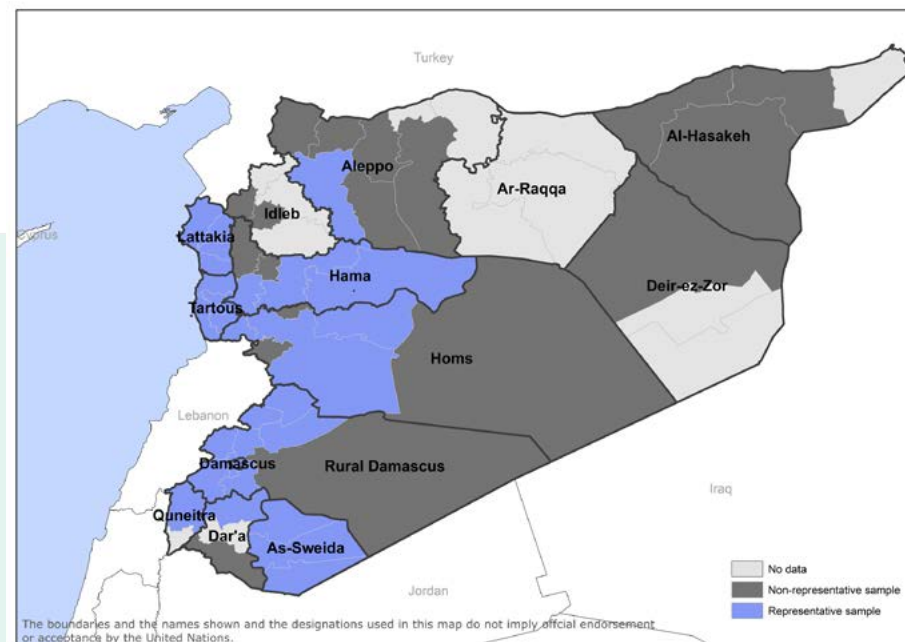 Turkey
Al-Hasakeh
Aleppo
Ar-Raqqa
Idleb
Cyprus
Lattakia
Hama
Deir-ez-Zor
Tartous
Homs
Lebanon
Damascus
Rural Damascus
Iraq
Quneitra
Dar'a
As-Sweida
No data
Non-representative sample
Jordan
Representative sample
The boundaries and the names shown and the designations used in this map do not imply official endorsement
or acceptance by the United Nations.